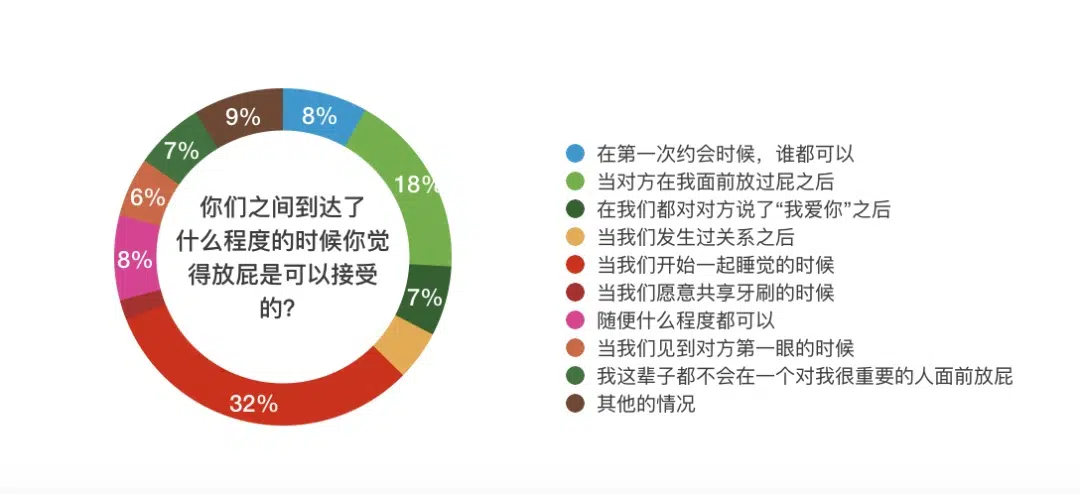 9%
8%
7%
18%
6%
你们之间到达了
什么程度的时候你觉
得放屁是可以接受
的？
8%
7%
32%
在第一次约会时候，谁都可以
当对方在我面前放过屁之后
在我们都对对方说了“我爱你”之后
当我们发生过关系之后
当我们开始一起睡觉的时候
当我们愿意共享牙刷的时候
随便什么程度都可以
当我们见到对方第一眼的时候
我这辈子都不会在一个对我很重要的人面前放屁
其他的情况